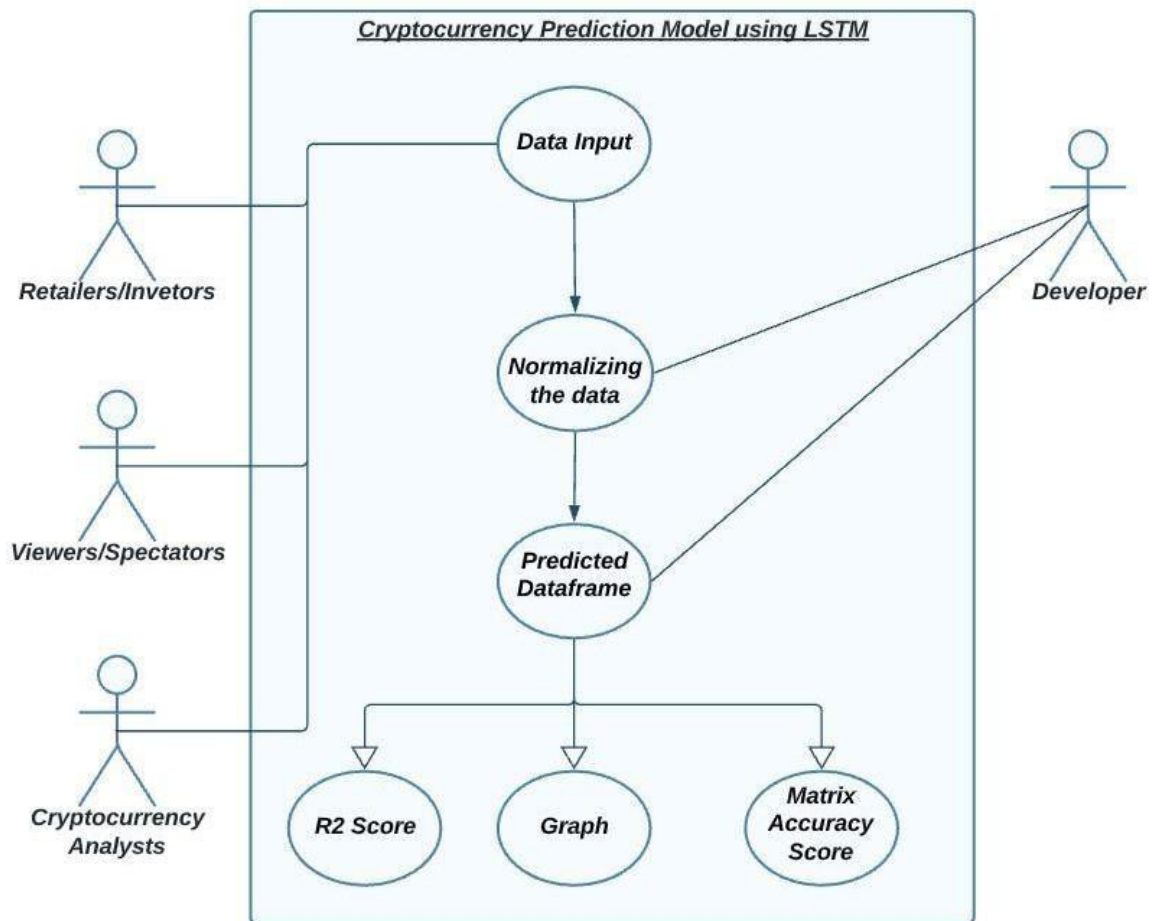 Cryptocurrency Prediction Model using LSTM
Data Input
Retailers/Invetors
Developer
Normalizing
the data
Viewers/Spectators
Predicted
Dataframe
Cryptocurrency
Analysts
R2 Score
Graph
Matrix
Accuracy
Score